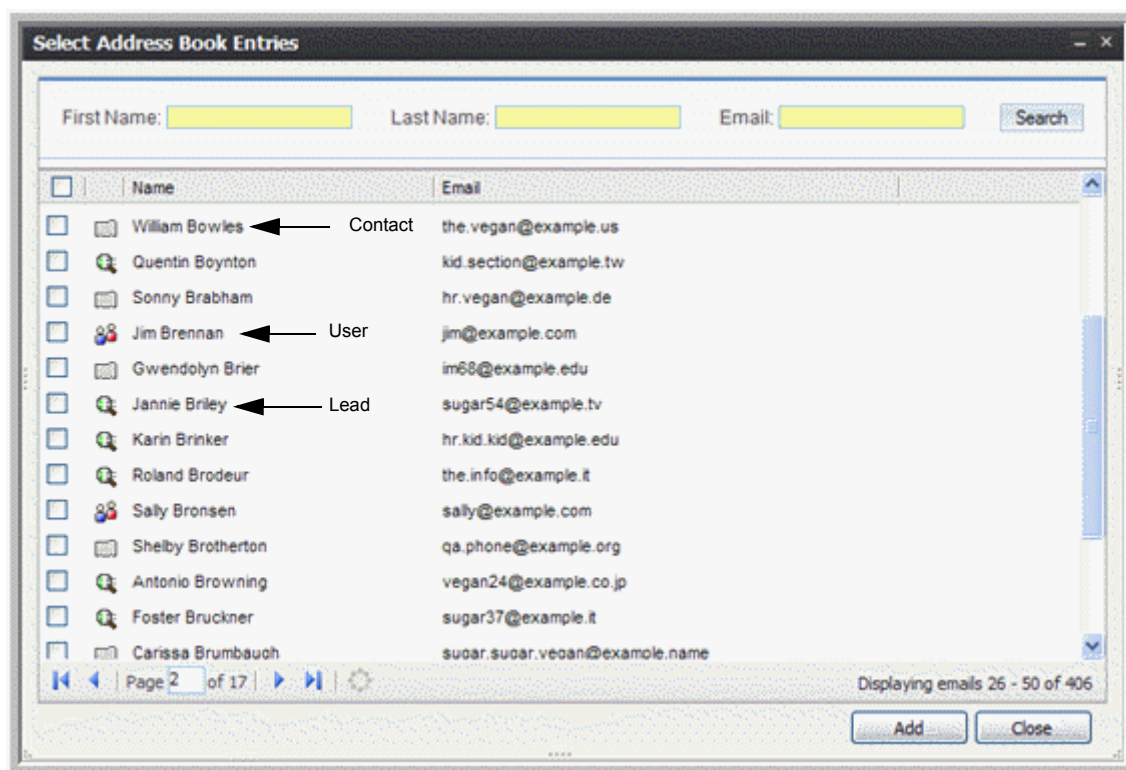 Select Address Book Entries
First Name: Last Name: Email: Search
Name Email
William Bowles Contact the.vegan@example.us
Quentin Boynton kid.section@example.tw
Sonny Brabham hr.vegan@example.de
Jim Brennan User jim@example.com
Gwendolyn Brier im68@example.edu
Jannie Briley Lead sugar54@example.tv
Karin Brinker hr.kid.kid@example.edu
Roland Brodeur the.info@example.it
Sally Bronsen sally@example.com
Shelby Brotherton qa.phone@example.org
Antonio Browning vegan24@example.co.jp
Foster Bruckner sugar37@example.it
Carissa Brumbaugh sugar.sugar.vegan@example.name
Page 2 of 17 Displaying emails 26 - 50 of 406
Add Close